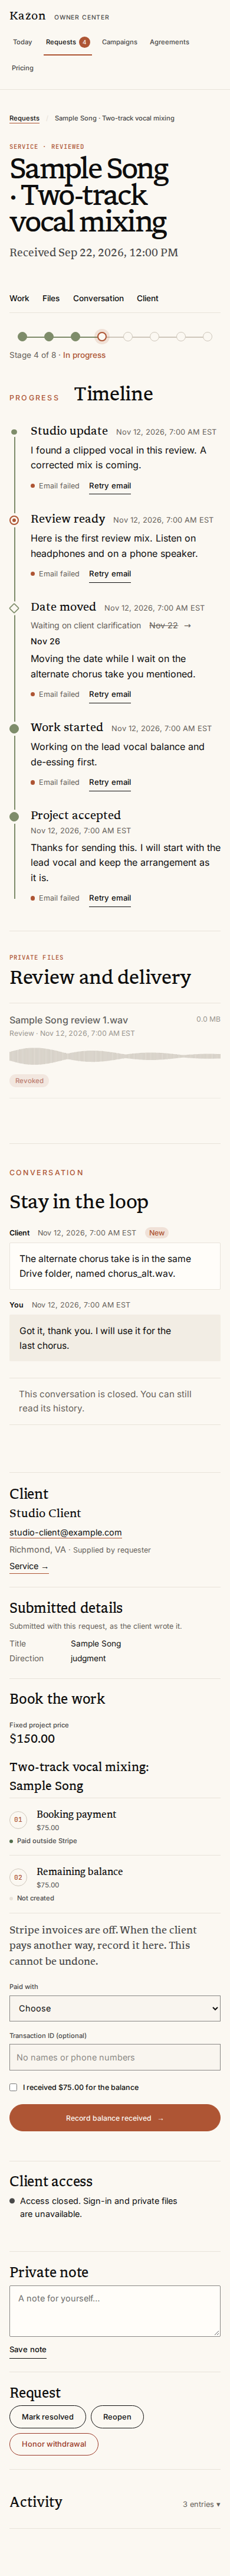 Kazon OWNER CENTER
Today Requests 4 Campaigns Agreements
Pricing
Requests / Sample Song · Two-track vocal mixing
SERVICE · REVIEWED
Sample Song
· Two-track
vocal mixing
Received Sep 22, 2026, 12:00 PM
Work Files Conversation Client
Stage 4 of 8 · In progress
PROGRESS Timeline
Studio update Nov 12, 2026, 7:00 AM EST
I found a clipped vocal in this review. A
corrected mix is coming.
Email failed Retry email
Review ready Nov 12, 2026, 7:00 AM EST
Here is the first review mix. Listen on
headphones and on a phone speaker.
Email failed Retry email
Date moved Nov 12, 2026, 7:00 AM EST
Waiting on client clarification Nov 22 →
Nov 26
Moving the date while I wait on the
alternate chorus take you mentioned.
Email failed Retry email
Work started Nov 12, 2026, 7:00 AM EST
Working on the lead vocal balance and
de-essing first.
Email failed Retry email
Project accepted
Nov 12, 2026, 7:00 AM EST
Thanks for sending this. I will start with the
lead vocal and keep the arrangement as
it is.
Email failed Retry email
PRIVATE FILES
Review and delivery
Sample Song review 1.wav 0.0 MB
Review · Nov 12, 2026, 7:00 AM EST
Revoked
CONVERSATION
Stay in the loop
Client Nov 12, 2026, 7:00 AM EST New
The alternate chorus take is in the same
Drive folder, named chorus_alt.wav.
You Nov 12, 2026, 7:00 AM EST
Got it, thank you. I will use it for the
last chorus.
This conversation is closed. You can still
read its history.
Client
Studio Client
studio-client@example.com
Richmond, VA · Supplied by requester
Service →
Submitted details
Submitted with this request, as the client wrote it.
Title Sample Song
Direction judgment
Book the work
Fixed project price
$150.00
Two-track vocal mixing:
Sample Song
01 Booking payment
$75.00
Paid outside Stripe
02 Remaining balance
$75.00
Not created
Stripe invoices are off. When the client
pays another way, record it here. This
cannot be undone.
Paid with
Choose
Transaction ID (optional)
No names or phone numbers
I received $75.00 for the balance
Record balance received →
Client access
Access closed. Sign-in and private files
are unavailable.
Private note
A note for yourself...
Save note
Request
Mark resolved Reopen
Honor withdrawal
Activity 3 entries ▾